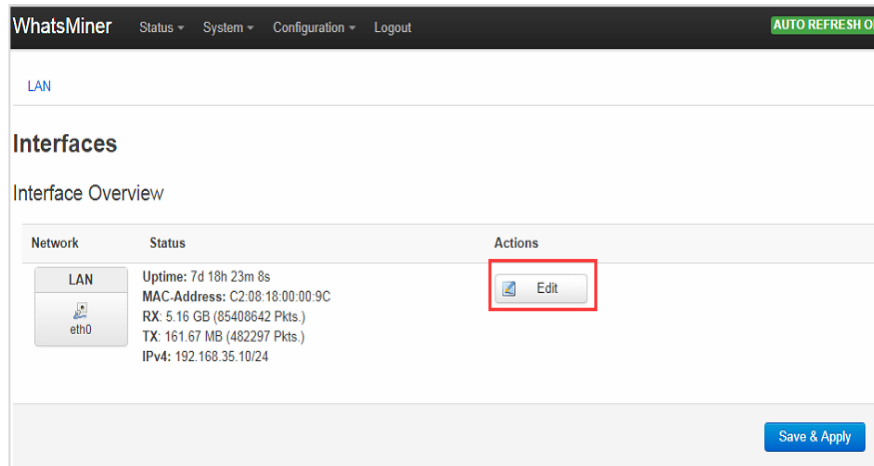 WhatsMiner Status System Configuration Logout AUTO REFRESH
LAN
Interfaces
Interface Overview
Network Status Actions
LAN
eth0
Uptime: 7d 18h 23m 8s
MAC-Address: C2:08:18:00:00:9C
RX: 5.16 GB (85408642 Pkts.)
TX: 161.67 MB (482297 Pkts.)
IPv4: 192.168.35.10/24
Edit
Save & Apply